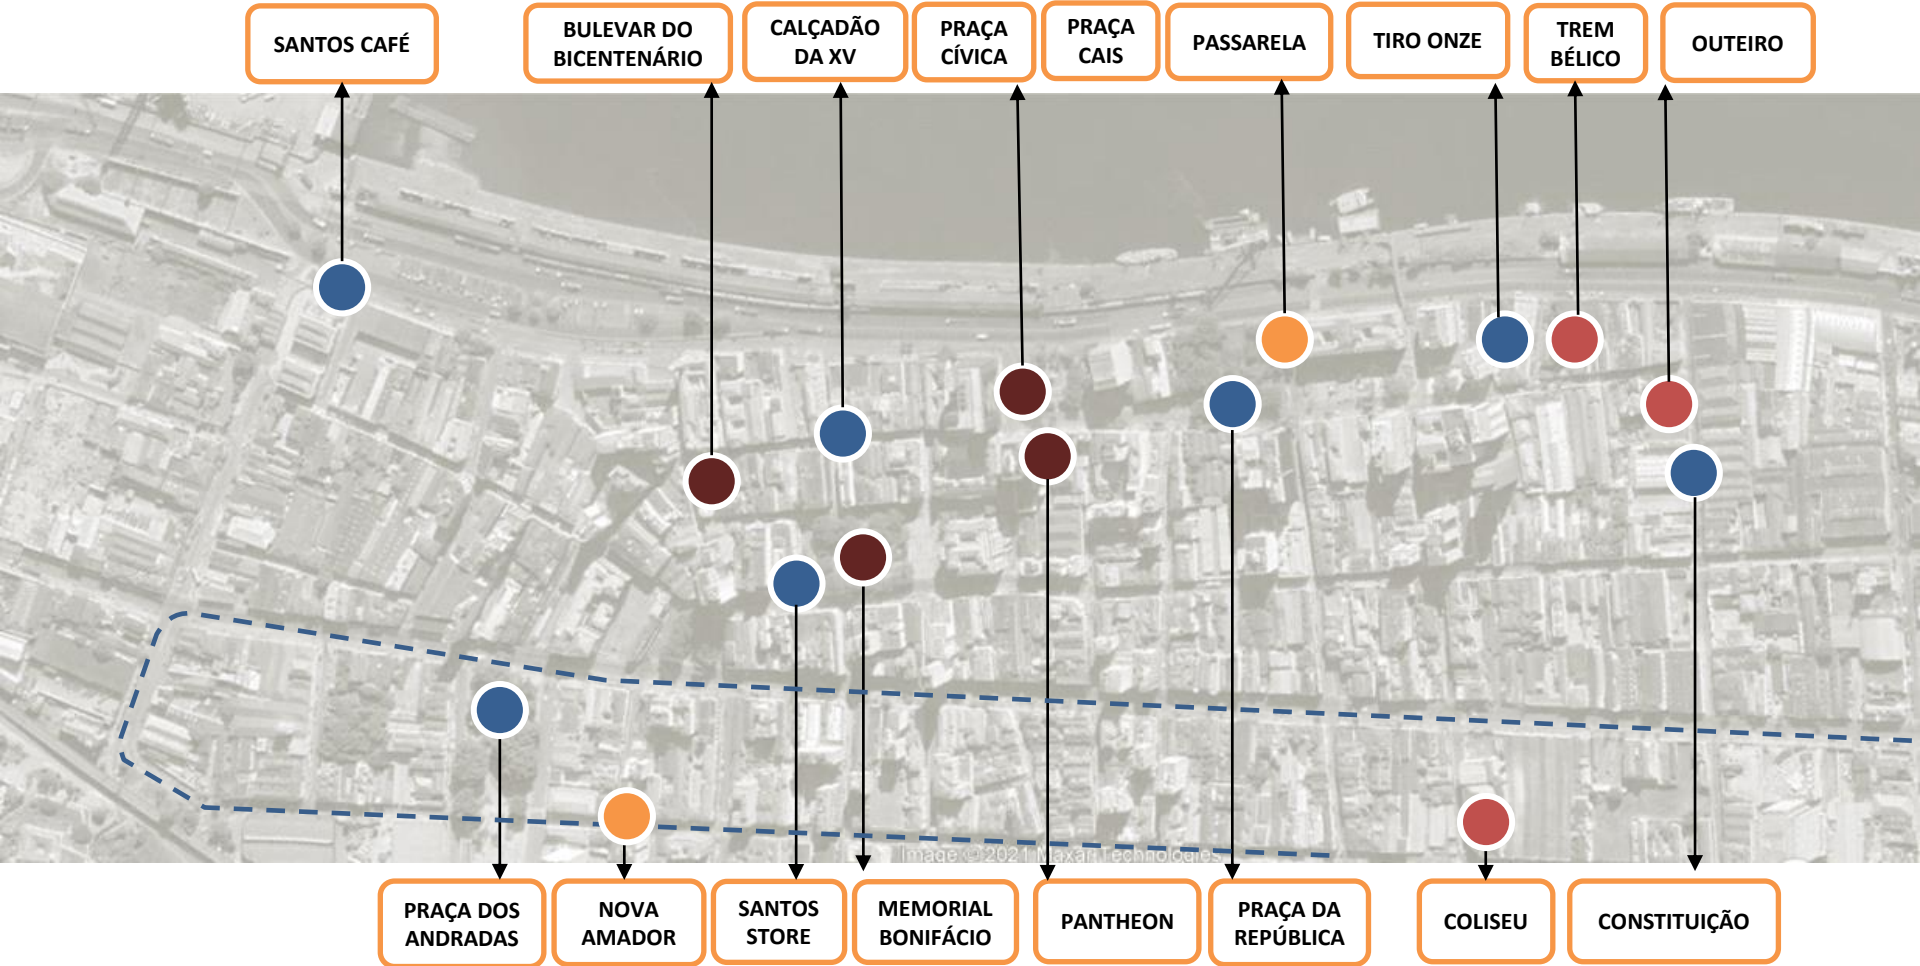 SANTOS CAFÉ
BULEVAR DO
BICENTENÁRIO
CALÇADÃO
DA XV
PRAÇA
CÍVICA
PRAÇA
CAIS
PASSARELA
TIRO ONZE
TREM
BÉLICO
OUTEIRO
Image © 2021 Maxar Technologies
PRAÇA DOS
ANDRADAS
NOVA
AMADOR
SANTOS
STORE
MEMORIAL
BONIFÁCIO
PANTHEON
PRAÇA DA
REPÚBLICA
COLISEU
CONSTITUIÇÃO